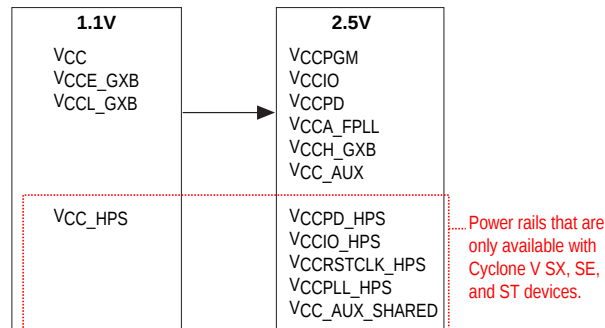 1.1V
VCC
VCCE_GXB
VCCL_GXB
VCC_HPS
2.5V
VCCPGM
VCCIO
VCCPD
VCCA_FPLL
VCCH_GXB
VCC_AUX
VCCPD_HPS
VCCIO_HPS
VCCRSTCLK_HPS
VCCPLL_HPS
VCC_AUX_SHARED
Power rails that are
only available with
Cyclone V SX, SE,
and ST devices.